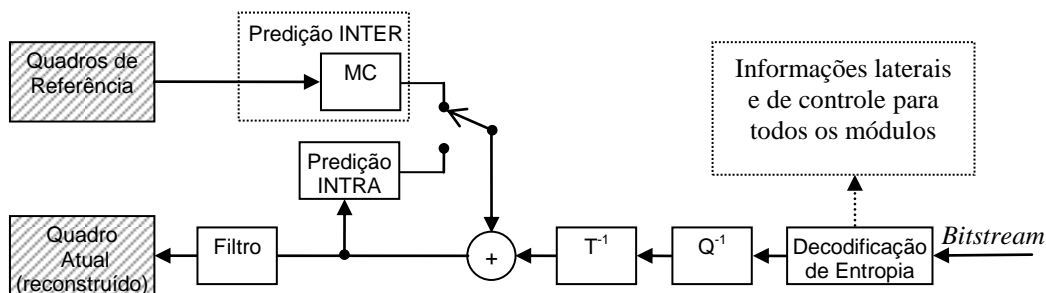 Predição INTER
Quadros de
Referência
MC
Informações laterais
e de controle para
todos os módulos
Predição
INTRA
Quadro
Atual
(reconstruído)
Filtro
+
T-1
Q-1
Decodificação
de Entropia
Bitstream